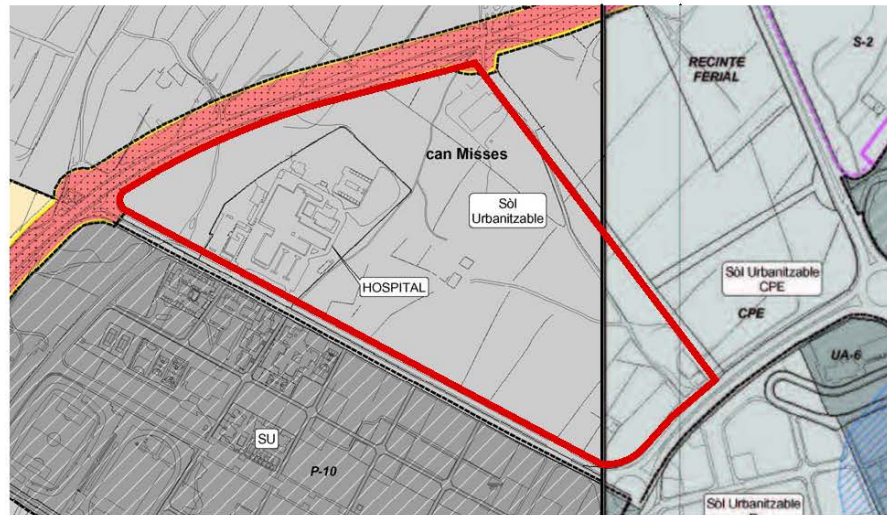 RECINTE
FERIAL
S-2
can Misses
Sòl
Urbanitzable
Sòl Urbanitzable
CPE
HOSPITAL
CPE
UA-6
SU
P-10
Sòl Urbanitzable